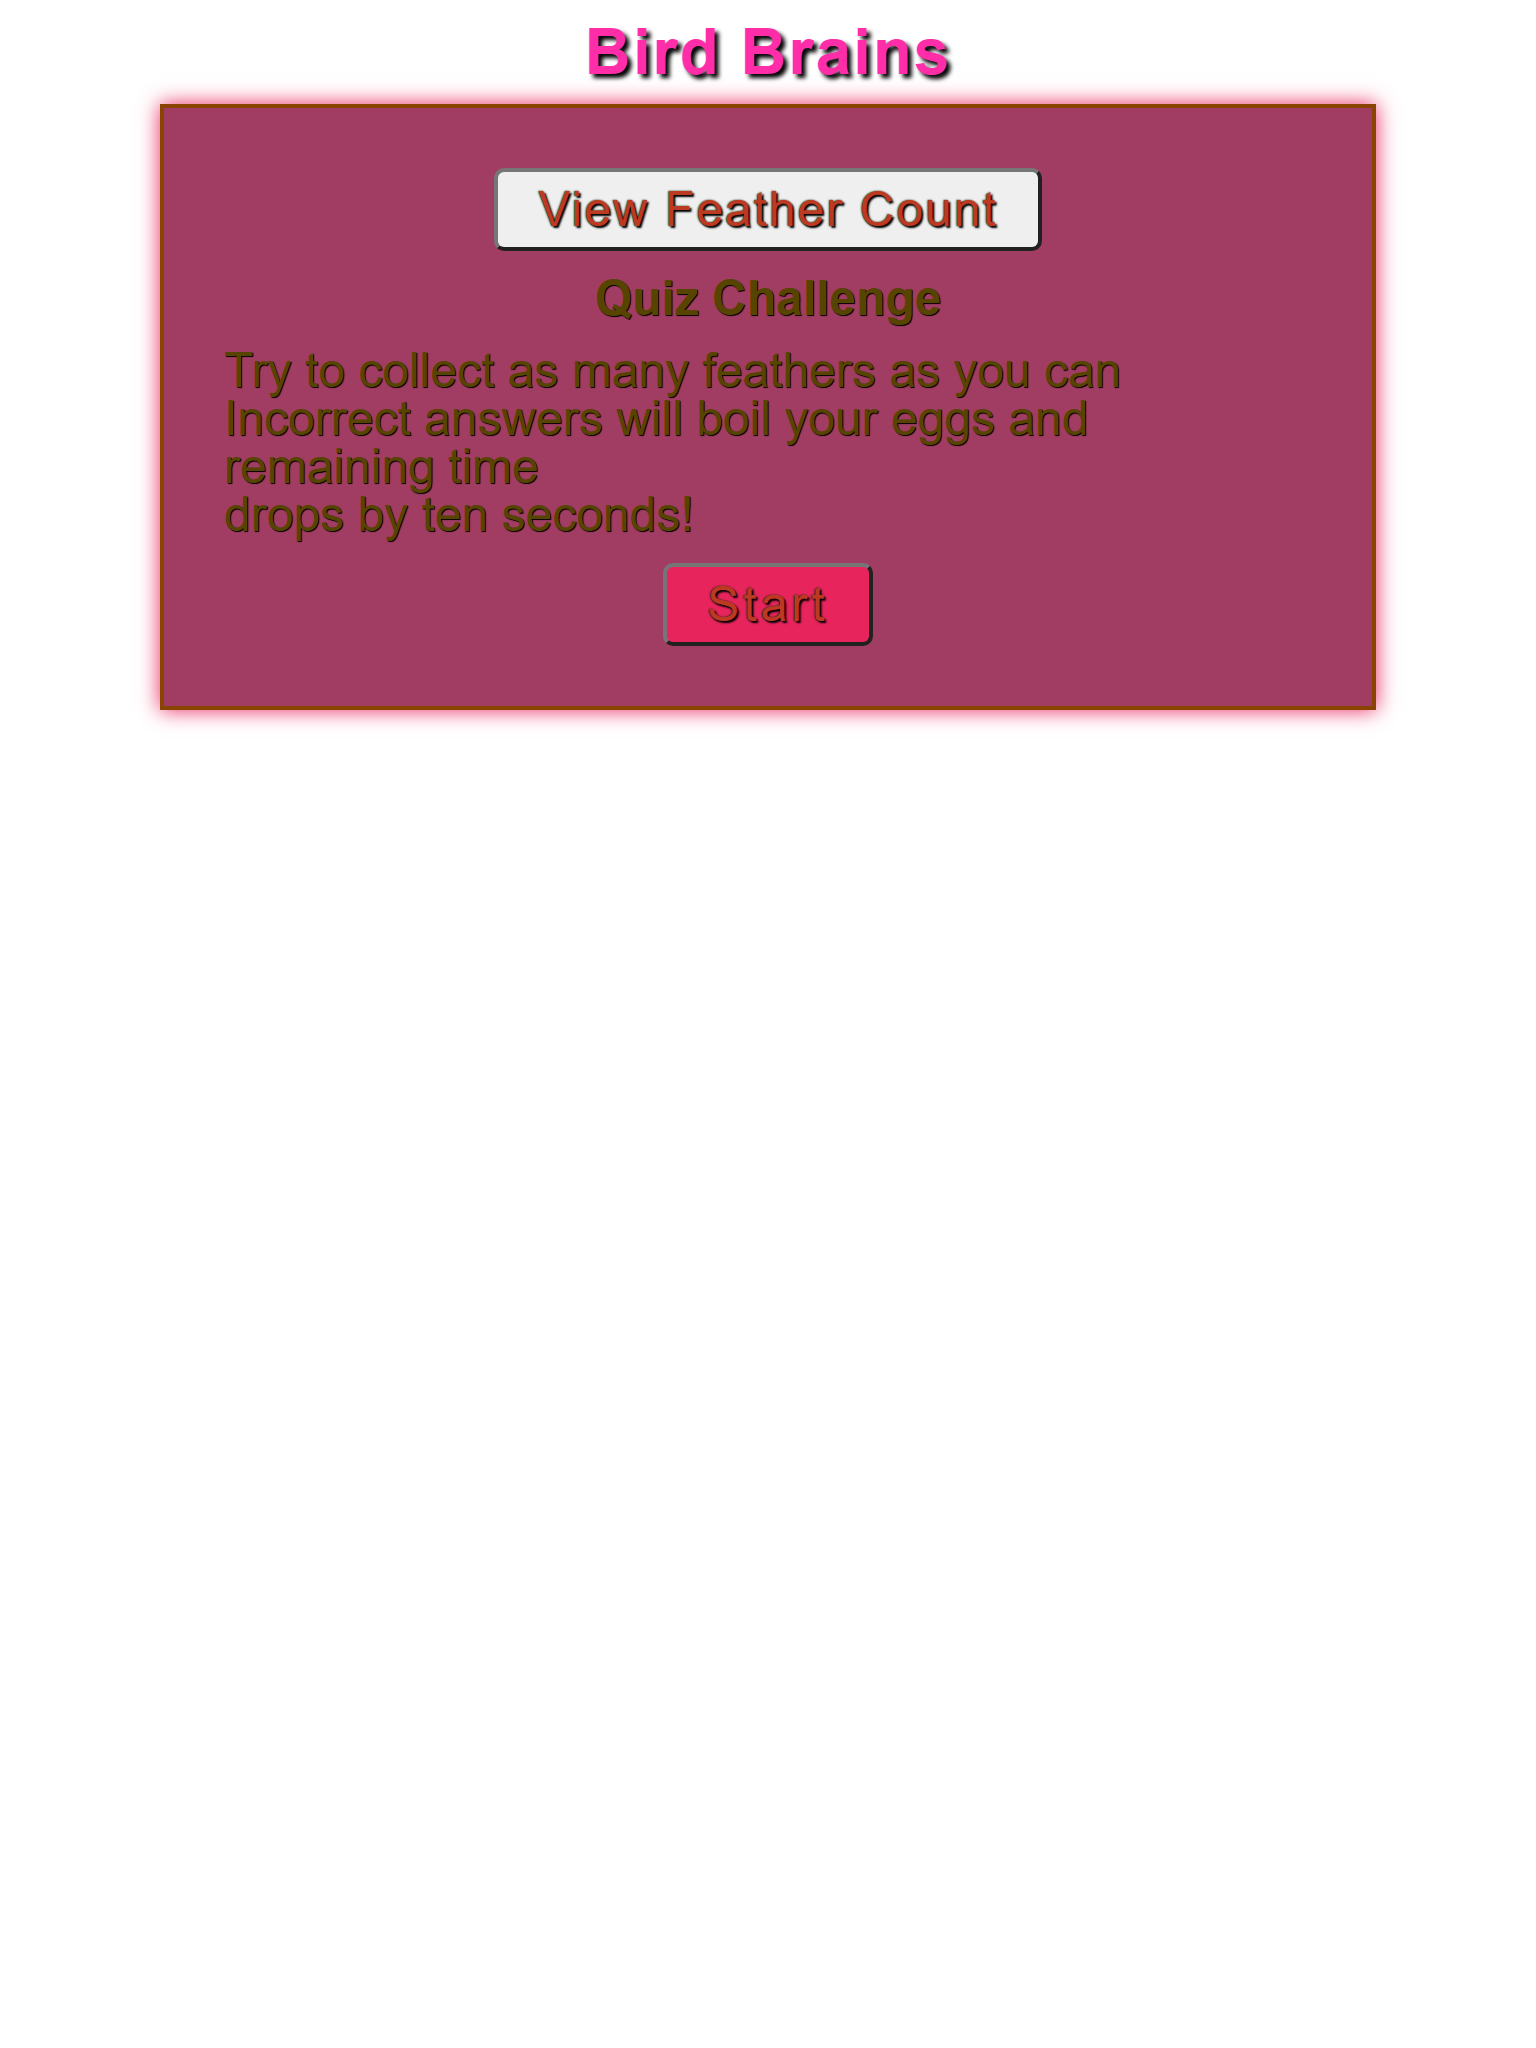 Bird Brains
View Feather Count
Quiz Challenge
Try to collect as many feathers as you can
Incorrect answers will boil your eggs and
remaining time
drops by ten seconds!
Start